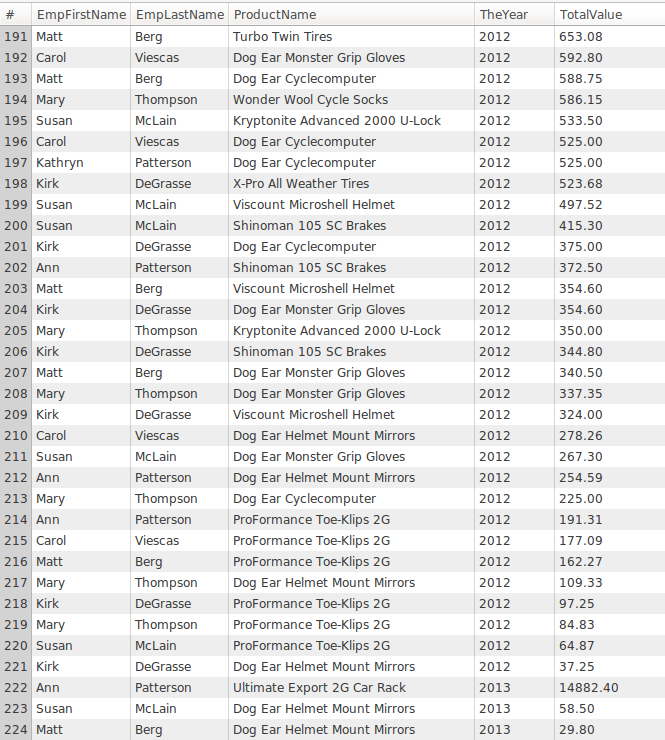 # EmpFirstName EmpLastName ProductName TheYear TotalValue
191 Matt Berg Turbo Twin Tires 2012 653.08
192 Carol Viescas Dog Ear Monster Grip Gloves 2012 592.80
193 Matt Berg Dog Ear Cyclecomputer 2012 588.75
194 Mary Thompson Wonder Wool Cycle Socks 2012 586.15
195 Susan McLain Kryptonite Advanced 2000 U-Lock 2012 533.50
196 Carol Viescas Dog Ear Cyclecomputer 2012 525.00
197 Kathryn Patterson Dog Ear Cyclecomputer 2012 525.00
198 Kirk DeGrasse X-Pro All Weather Tires 2012 523.68
199 Susan McLain Viscount Microshell Helmet 2012 497.52
200 Susan McLain Shinoman 105 SC Brakes 2012 415.30
201 Kirk DeGrasse Dog Ear Cyclecomputer 2012 375.00
202 Ann Patterson Shinoman 105 SC Brakes 2012 372.50
203 Matt Berg Viscount Microshell Helmet 2012 354.60
204 Kirk DeGrasse Dog Ear Monster Grip Gloves 2012 354.60
205 Mary Thompson Kryptonite Advanced 2000 U-Lock 2012 350.00
206 Kirk DeGrasse Shinoman 105 SC Brakes 2012 344.80
207 Matt Berg Dog Ear Monster Grip Gloves 2012 340.50
208 Mary Thompson Dog Ear Monster Grip Gloves 2012 337.35
209 Kirk DeGrasse Viscount Microshell Helmet 2012 324.00
210 Carol Viescas Dog Ear Helmet Mount Mirrors 2012 278.26
211 Susan McLain Dog Ear Monster Grip Gloves 2012 267.30
212 Ann Patterson Dog Ear Helmet Mount Mirrors 2012 254.59
213 Mary Thompson Dog Ear Cyclecomputer 2012 225.00
214 Ann Patterson ProFormance Toe-Klips 2G 2012 191.31
215 Carol Viescas ProFormance Toe-Klips 2G 2012 177.09
216 Matt Berg ProFormance Toe-Klips 2G 2012 162.27
217 Mary Thompson Dog Ear Helmet Mount Mirrors 2012 109.33
218 Kirk DeGrasse ProFormance Toe-Klips 2G 2012 97.25
219 Mary Thompson ProFormance Toe-Klips 2G 2012 84.83
220 Susan McLain ProFormance Toe-Klips 2G 2012 64.87
221 Kirk DeGrasse Dog Ear Helmet Mount Mirrors 2012 37.25
222 Ann Patterson Ultimate Export 2G Car Rack 2013 14882.40
223 Susan McLain Dog Ear Helmet Mount Mirrors 2013 58.50
224 Matt Berg Dog Ear Helmet Mount Mirrors 2013 29.80